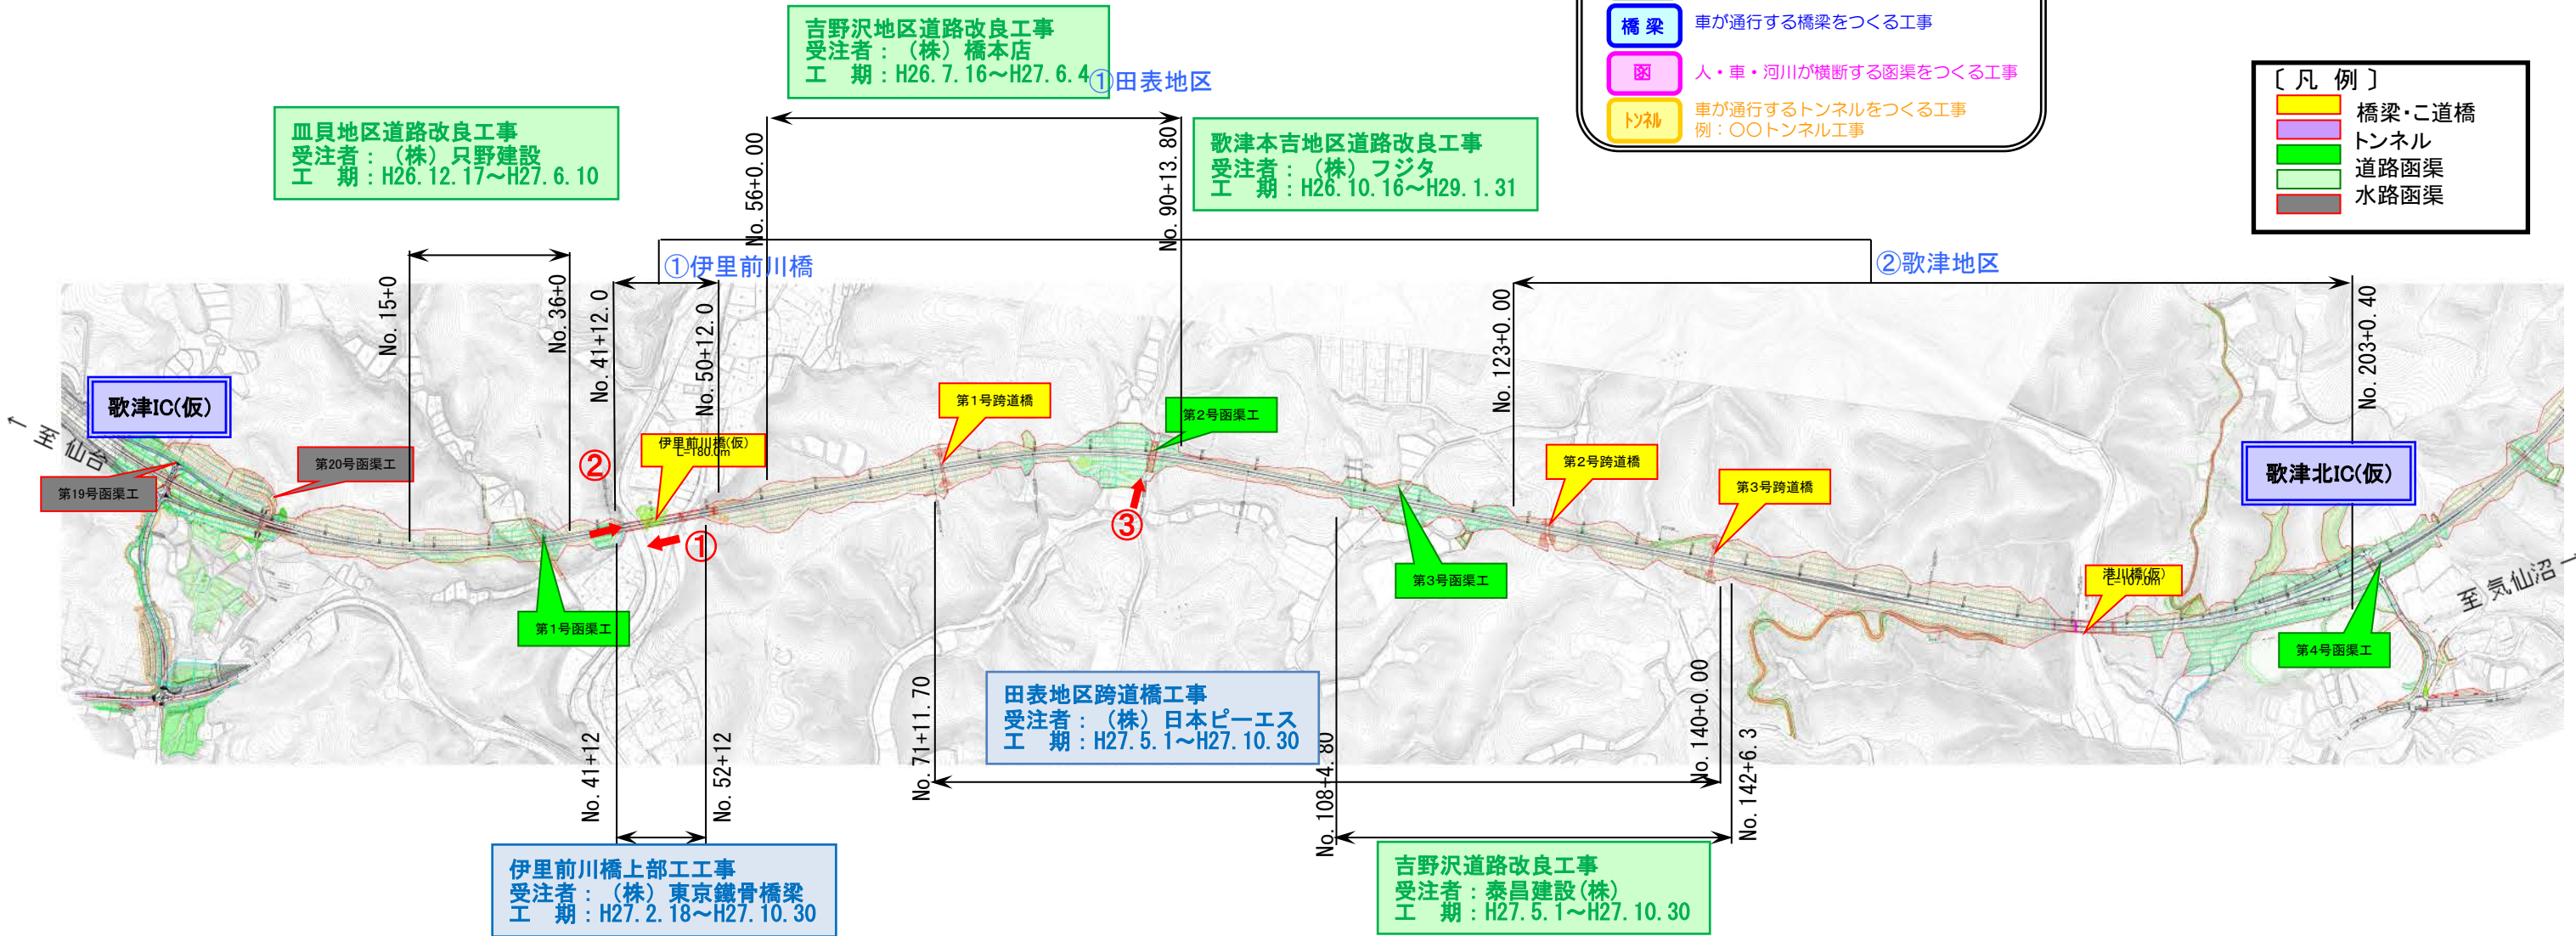 吉野沢地区道路改良工事
受注者：（株）橋本店
工　期：H26.7.16～H27.6.4
①田表地区
橋 梁
車が通行する橋梁をつくる工事
函
人・車・河川が横断する函渠をつくる工事
トンネル
車が通行するトンネルをつくる工事
例：〇〇トンネル工事
〔 凡 例 〕
橋梁・こ道橋
トンネル
道路函渠
水路函渠
皿貝地区道路改良工事
受注者：（株）只野建設
工　期：H26.12.17～H27.6.10
歌津本吉地区道路改良工事
受注者：（株）フジタ
工　期：H26.10.16～H29.1.31
No.56+0.00
No.90+13.80
①伊里前川橋
②歌津地区
No.15+0
No.36+0
No.41+12.0
No.50+12.0
No.123+0.00
No.203+0.40
歌津IC(仮)
← 至 仙台
第19号函渠工
第20号函渠工
第1号函渠工
②
伊里前川橋(仮)
L=180.0m
①
第1号跨道橋
第2号函渠工
③
第3号函渠工
第2号跨道橋
第3号跨道橋
港川橋(仮)
L=107.0m
歌津北IC(仮)
第4号函渠工
至 気仙沼 →
No.41+12
No.52+12
No.71+11.70
No.108+4.80
No.140+0.00
No.142+6.3
田表地区跨道橋工事
受注者：（株）日本ピーエス
工　期：H27.5.1～H27.10.30
伊里前川橋上部工工事
受注者：（株）東京鐵骨橋梁
工　期：H27.2.18～H27.10.30
吉野沢道路改良工事
受注者：泰昌建設(株)
工　期：H27.5.1～H27.10.30